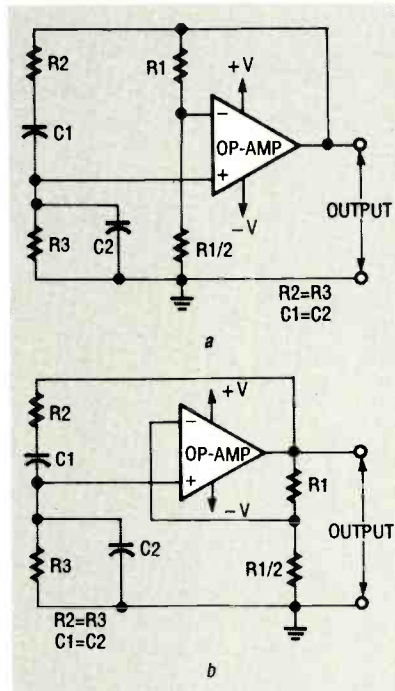 R2
R1
+V
C1
−
OP-AMP
+
−V
R3
C2
R1/2
OUTPUT
R2=R3
C1=C2
a
R2
+V
−
C1
OP-AMP
+
−V
R1
OUTPUT
R3
C2
R1/2
R2=R3
C1=C2
b